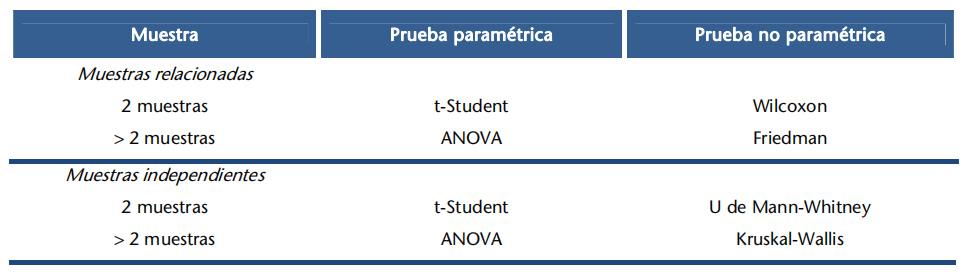 Muestra Prueba paramétrica Prueba no paramétrica
Muestras relacionadas
2 muestras t-Student Wilcoxon
> 2 muestras ANOVA Friedman
Muestras independientes
2 muestras t-Student U de Mann-Whitney
> 2 muestras ANOVA Kruskal-Wallis